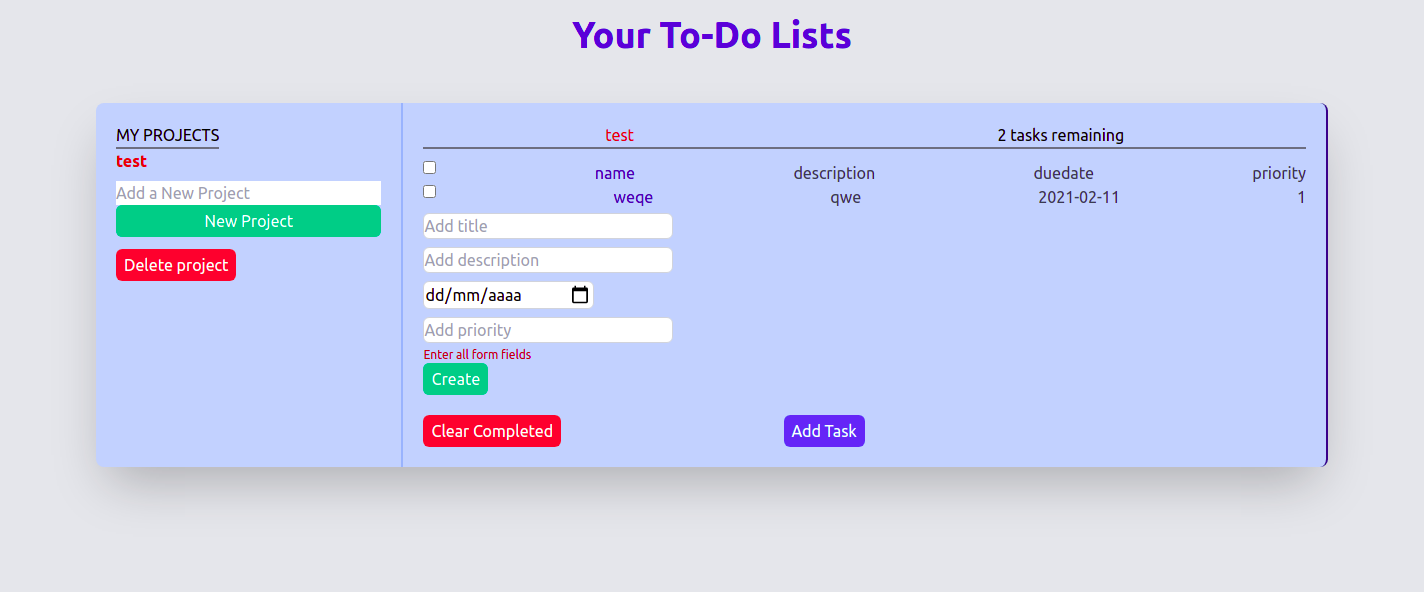 Your To-Do Lists
MY PROJECTS
test
Add a New Project
New Project
Delete project
test 2 tasks remaining
name description duedate priority
weqe qwe 2021-02-11 1
Add title
Add description
dd/mm/aaaa
Add priority
Enter all form fields
Create
Clear Completed Add Task